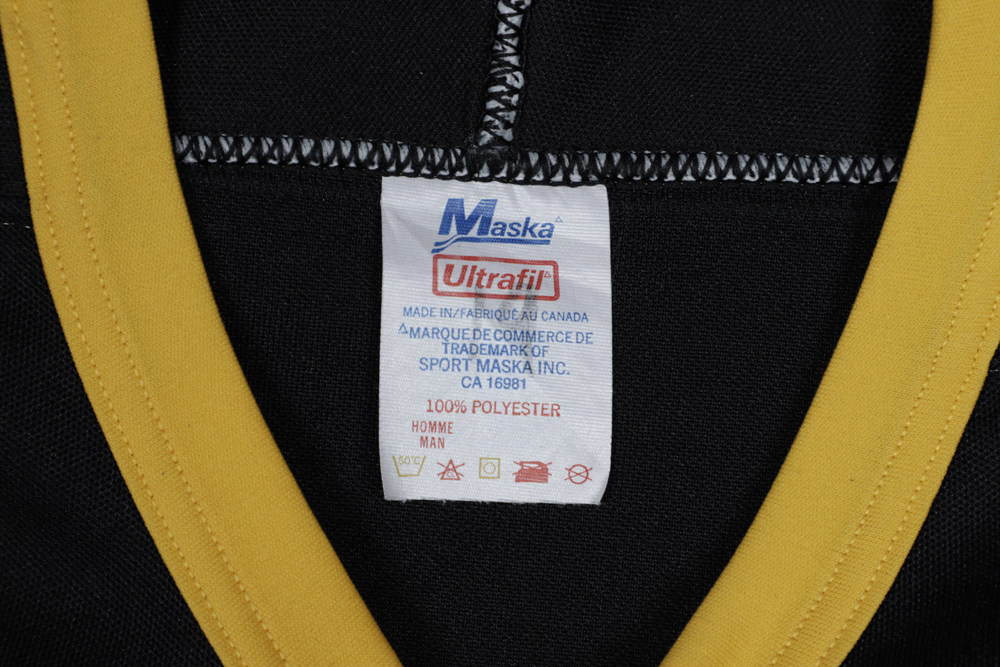 Maska
Ultrafil
MADE IN/FABRIQUÉ AU CANADA
MARQUE DE COMMERCE DE
TRADEMARK OF
SPORT MASKA INC.
CA 16981
100% POLYESTER
HOMME
MAN
50°C